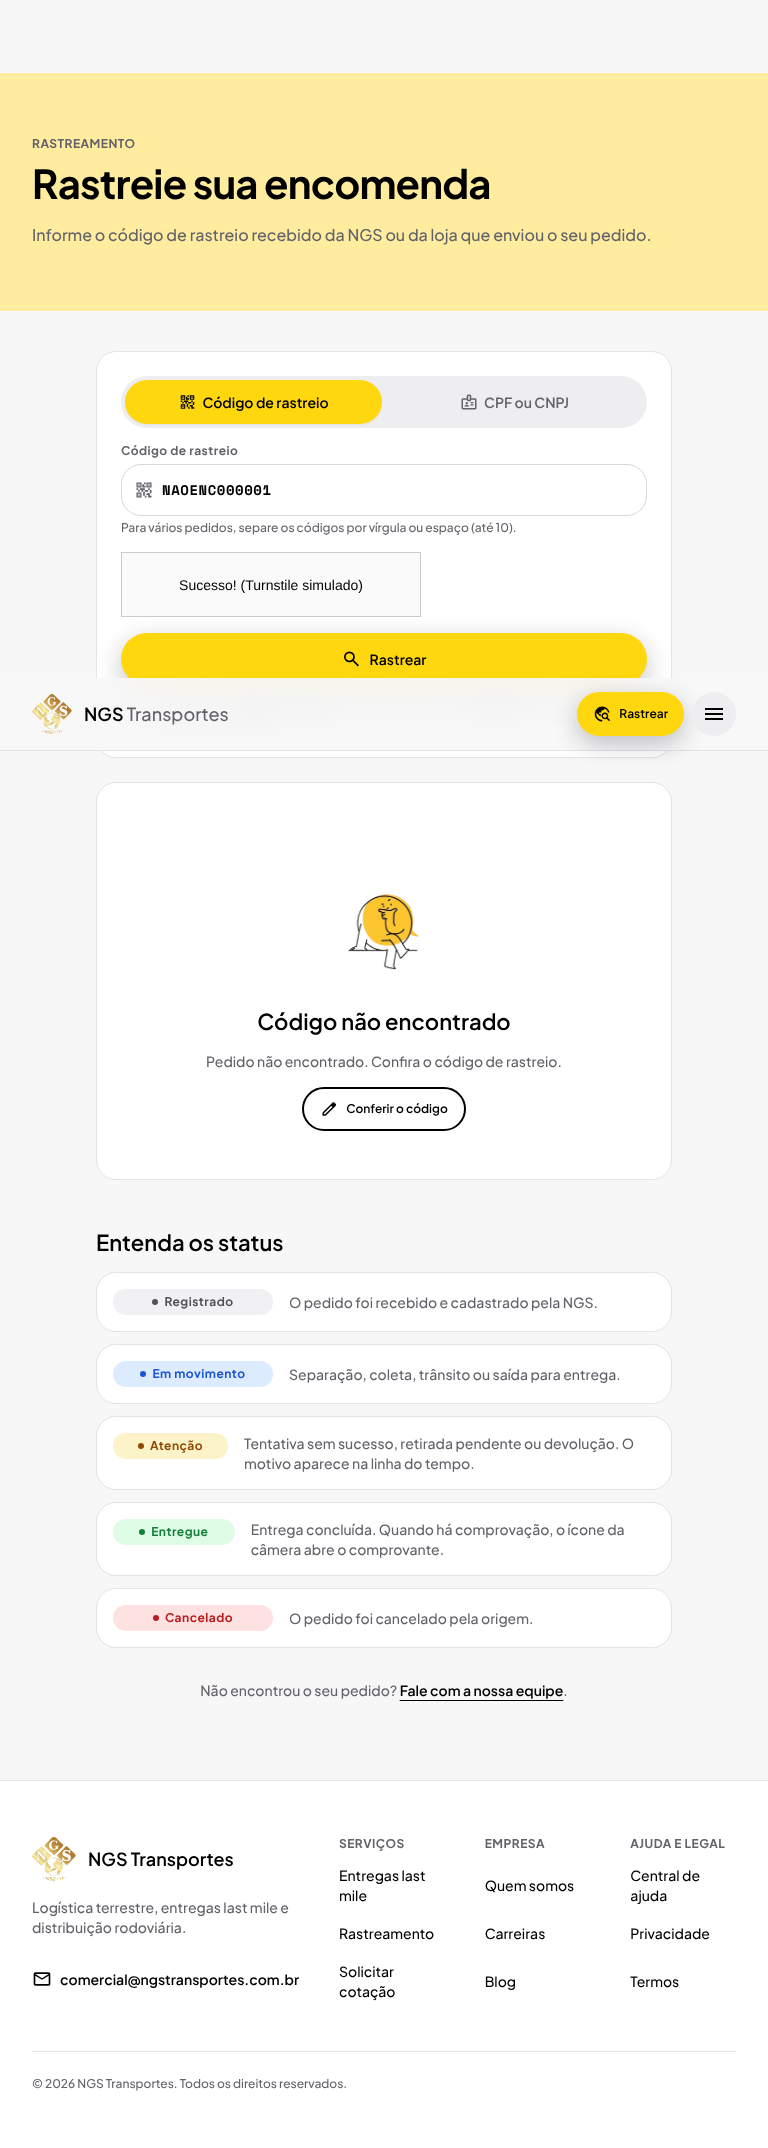 RASTREAMENTO
Rastreie sua encomenda
Informe o código de rastreio recebido da NGS ou da loja que enviou o seu pedido.
Código de rastreio
CPF ou CNPJ
Código de rastreio
NAOENC000001
Para vários pedidos, separe os códigos por vírgula ou espaço (até 10).
Sucesso! (Turnstile simulado)
Rastrear
NGS Transportes
Rastrear
Código não encontrado
Pedido não encontrado. Confira o código de rastreio.
Conferir o código
Entenda os status
Registrado
O pedido foi recebido e cadastrado pela NGS.
Em movimento
Separação, coleta, trânsito ou saída para entrega.
Atenção
Tentativa sem sucesso, retirada pendente ou devolução. O
motivo aparece na linha do tempo.
Entregue
Entrega concluída. Quando há comprovação, o ícone da
câmera abre o comprovante.
Cancelado
O pedido foi cancelado pela origem.
Não encontrou o seu pedido? Fale com a nossa equipe.
NGS Transportes
Logística terrestre, entregas last mile e
distribuição rodoviária.
comercial@ngstransportes.com.br
SERVIÇOS
Entregas last
mile
Rastreamento
Solicitar
cotação
EMPRESA
Quem somos
Carreiras
Blog
AJUDA E LEGAL
Central de
ajuda
Privacidade
Termos
© 2026 NGS Transportes. Todos os direitos reservados.